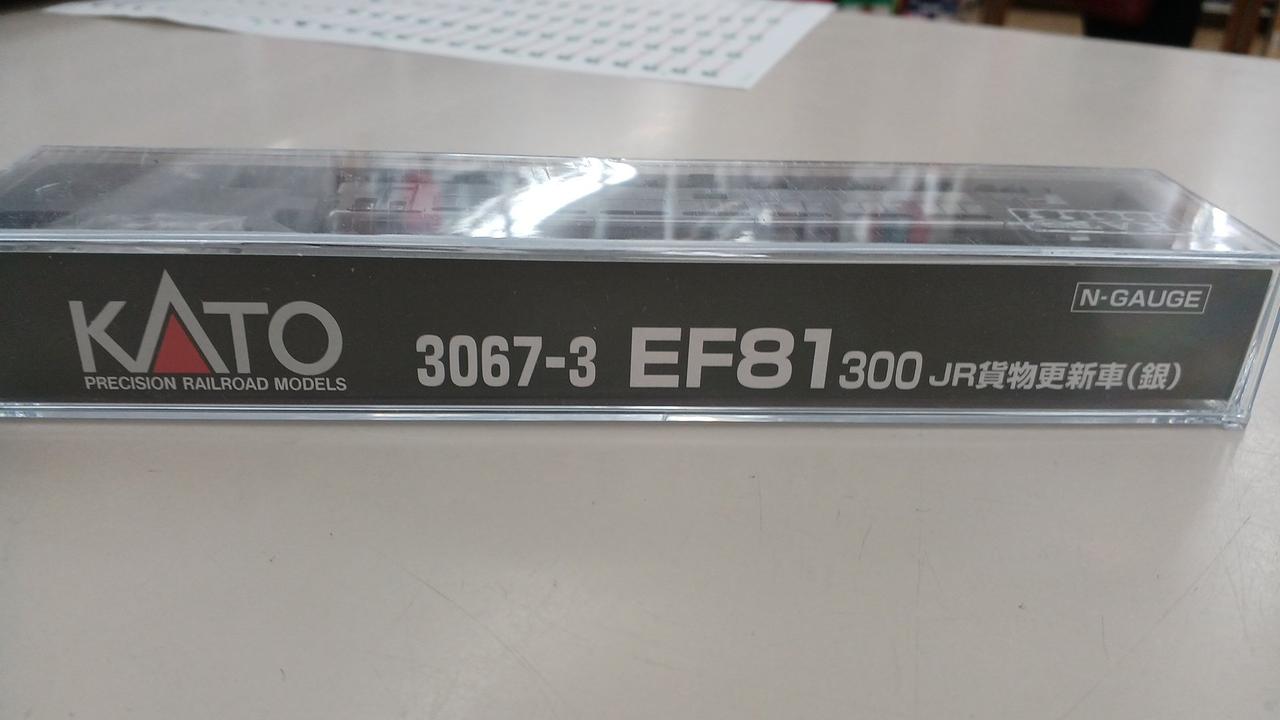 KATO
PRECISION RAILROAD MODELS
3067-3 EF81 300 JR貨物更新車(銀)
N-GAUGE